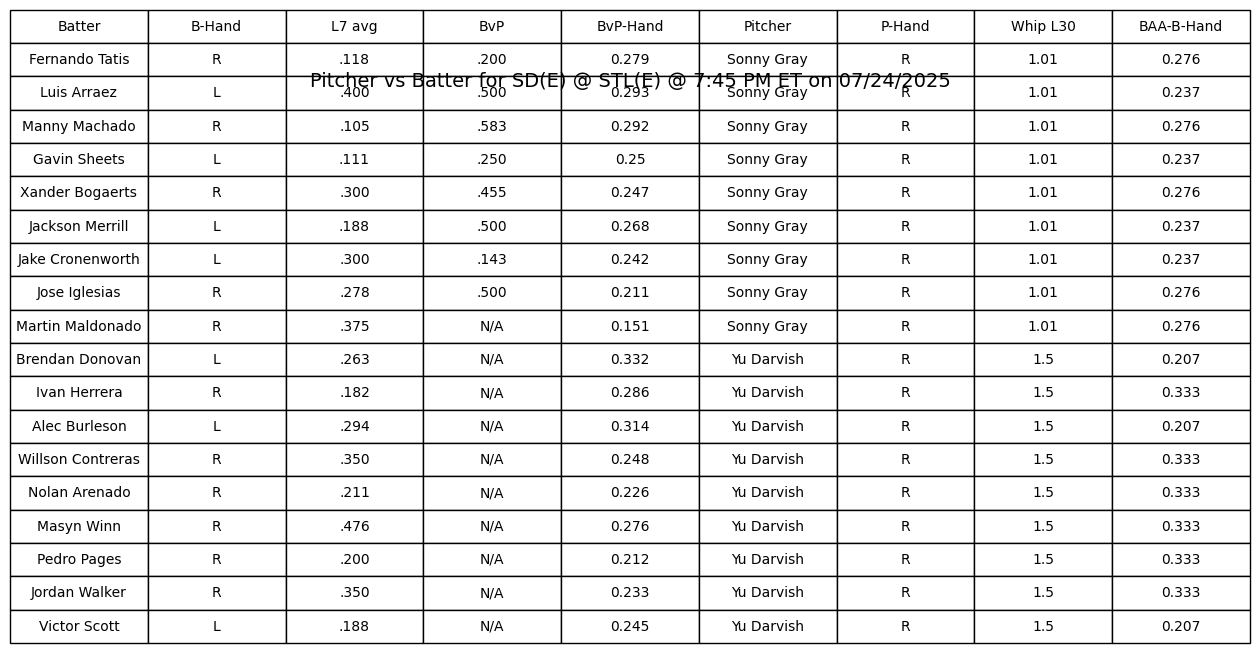 Batter B-Hand L7 avg BvP BvP-Hand Pitcher P-Hand Whip L30 BAA-B-Hand
Fernando Tatis R .118 .200 0.279 Sonny Gray R 1.01 0.276
Pitcher vs Batter for SD(E) @ STL(E) @ 7:45 PM ET on 07/24/2025
Luis Arraez L .400 .500 0.293 Sonny Gray R 1.01 0.237
Manny Machado R .105 .583 0.292 Sonny Gray R 1.01 0.276
Gavin Sheets L .111 .250 0.25 Sonny Gray R 1.01 0.237
Xander Bogaerts R .300 .455 0.247 Sonny Gray R 1.01 0.276
Jackson Merrill L .188 .500 0.268 Sonny Gray R 1.01 0.237
Jake Cronenworth L .300 .143 0.242 Sonny Gray R 1.01 0.237
Jose Iglesias R .278 .500 0.211 Sonny Gray R 1.01 0.276
Martin Maldonado R .375 N/A 0.151 Sonny Gray R 1.01 0.276
Brendan Donovan L .263 N/A 0.332 Yu Darvish R 1.5 0.207
Ivan Herrera R .182 N/A 0.286 Yu Darvish R 1.5 0.333
Alec Burleson L .294 N/A 0.314 Yu Darvish R 1.5 0.207
Willson Contreras R .350 N/A 0.248 Yu Darvish R 1.5 0.333
Nolan Arenado R .211 N/A 0.226 Yu Darvish R 1.5 0.333
Masyn Winn R .476 N/A 0.276 Yu Darvish R 1.5 0.333
Pedro Pages R .200 N/A 0.212 Yu Darvish R 1.5 0.333
Jordan Walker R .350 N/A 0.233 Yu Darvish R 1.5 0.333
Victor Scott L .188 N/A 0.245 Yu Darvish R 1.5 0.207